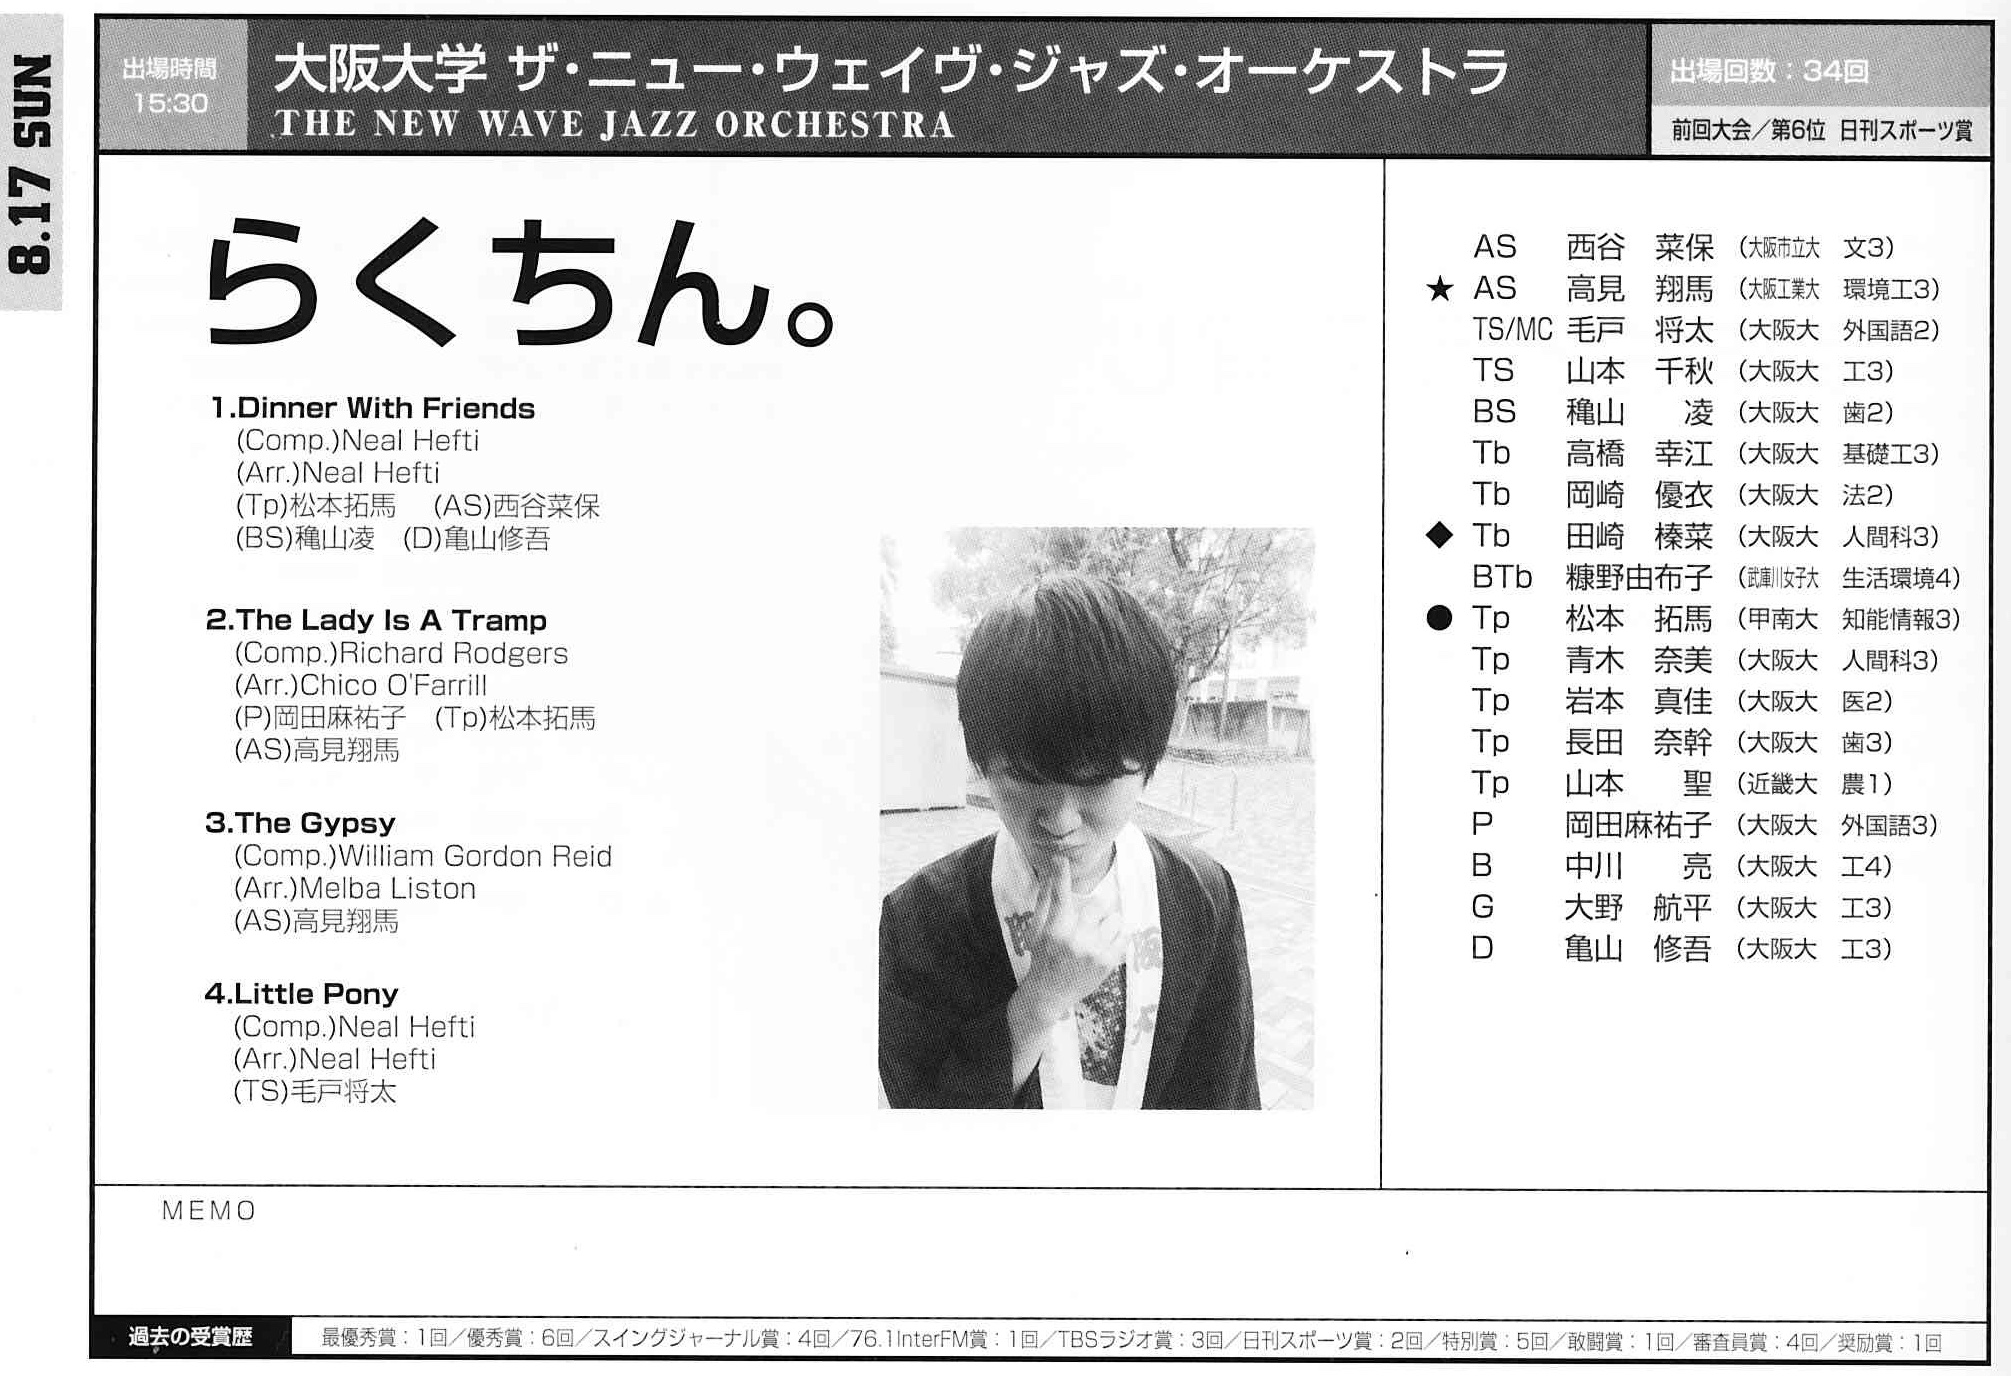 8.17 SUN
出場時間
15:30
大阪大学 ザ・ニュー・ウェイヴ・ジャズ・オーケストラ
THE NEW WAVE JAZZ ORCHESTRA
出場回数：34回
前回大会／第6位 日刊スポーツ賞
らくちん。
1.Dinner With Friends
(Comp.)Neal Hefti
(Arr.)Neal Hefti
(Tp)松本拓馬 (AS)西谷菜保
(BS)穐山凌 (D)亀山修吾
2.The Lady Is A Tramp
(Comp.)Richard Rodgers
(Arr.)Chico O'Farrill
(P)岡田麻祐子 (Tp)松本拓馬
(AS)高見翔馬
3.The Gypsy
(Comp.)William Gordon Reid
(Arr.)Melba Liston
(AS)高見翔馬
4.Little Pony
(Comp.)Neal Hefti
(Arr.)Neal Hefti
(TS)毛戸将太
AS 西谷 菜保 (大阪市立大 文3)
★ AS 高見 翔馬 (大阪工業大 環境工3)
TS/MC 毛戸 将太 (大阪大 外国語2)
TS 山本 千秋 (大阪大 工3)
BS 穐山 凌 (大阪大 歯2)
Tb 高橋 幸江 (大阪大 基礎工3)
Tb 岡崎 優衣 (大阪大 法2)
◆ Tb 田崎 榛菜 (大阪大 人間科3)
BTb 糠野由布子 (武庫川女子大 生活環境4)
● Tp 松本 拓馬 (甲南大 知能情報3)
Tp 青木 奈美 (大阪大 人間科3)
Tp 岩本 真佳 (大阪大 医2)
Tp 長田 奈幹 (大阪大 歯3)
Tp 山本 聖 (近畿大 農1)
P 岡田麻祐子 (大阪大 外国語3)
B 中川 亮 (大阪大 工4)
G 大野 航平 (大阪大 工3)
D 亀山 修吾 (大阪大 工3)
MEMO
過去の受賞歴 最優秀賞：1回／優秀賞：6回／スイングジャーナル賞：4回／76.1InterFM賞：1回／TBSラジオ賞：3回／日刊スポーツ賞：2回／特別賞：5回／敢闘賞：1回／審査員賞：4回／奨励賞：1回